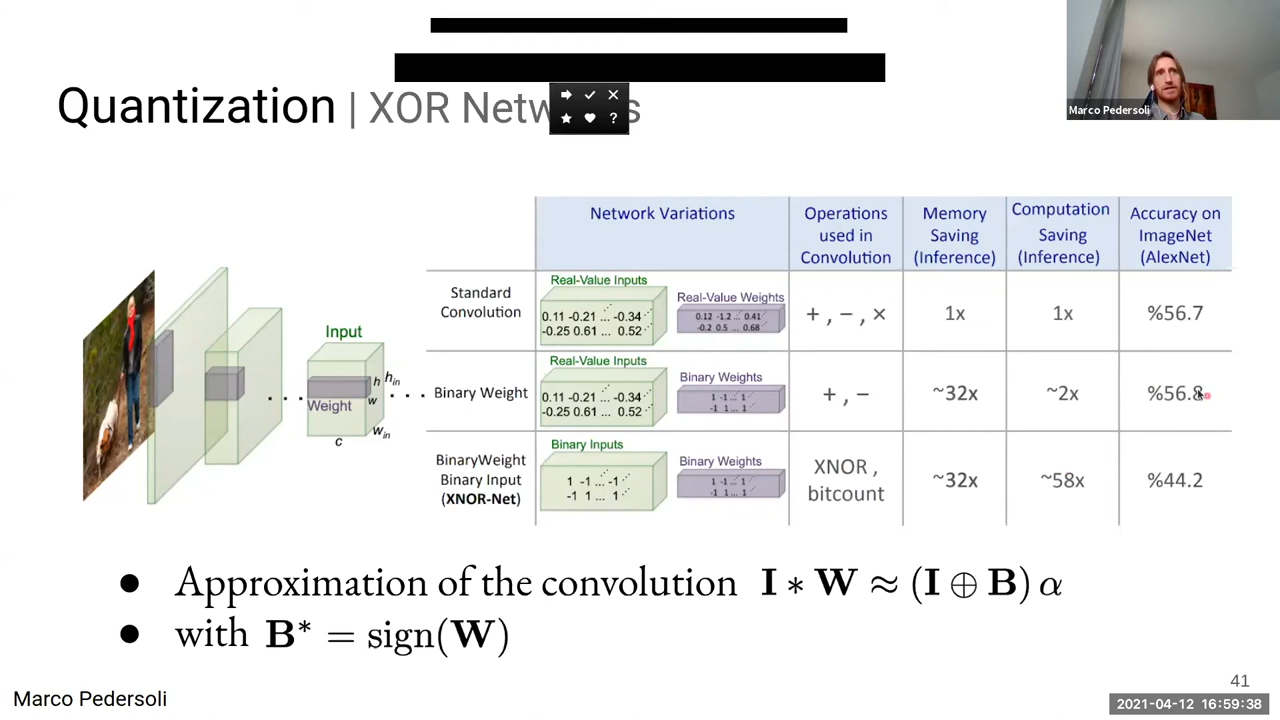 Marco Pedersoli
Quantization | XOR Netw s
Network Variations
Operations used in Convolution
Memory Saving (Inference)
Computation Saving (Inference)
Accuracy on ImageNet (AlexNet)
Standard Convolution
Real-Value Inputs
0.11 -0.21 ... -0.34
-0.25 0.61 ... 0.52
Real-Value Weights
0.12 -1.2 ... 0.41
-0.2 0.5 ... 0.68
+ , − , ×
1x
1x
%56.7
Input
Weight
h
h_in
w
w_in
c
. . .
. . .
Binary Weight
Real-Value Inputs
0.11 -0.21 ... -0.34
-0.25 0.61 ... 0.52
Binary Weights
1 -1 ... 1
-1 1 ... 1
+ , −
~32x
~2x
%56.8
BinaryWeight
Binary Input
(XNOR-Net)
Binary Inputs
1 -1 ... -1
-1 1 ... 1
Binary Weights
1 -1 ... 1
-1 1 ... 1
XNOR ,
bitcount
~32x
~58x
%44.2
● Approximation of the convolution I ∗ W ≈ (I ⊕ B) α
● with B* = sign(W)
41
Marco Pedersoli
2021-04-12 16:59:38